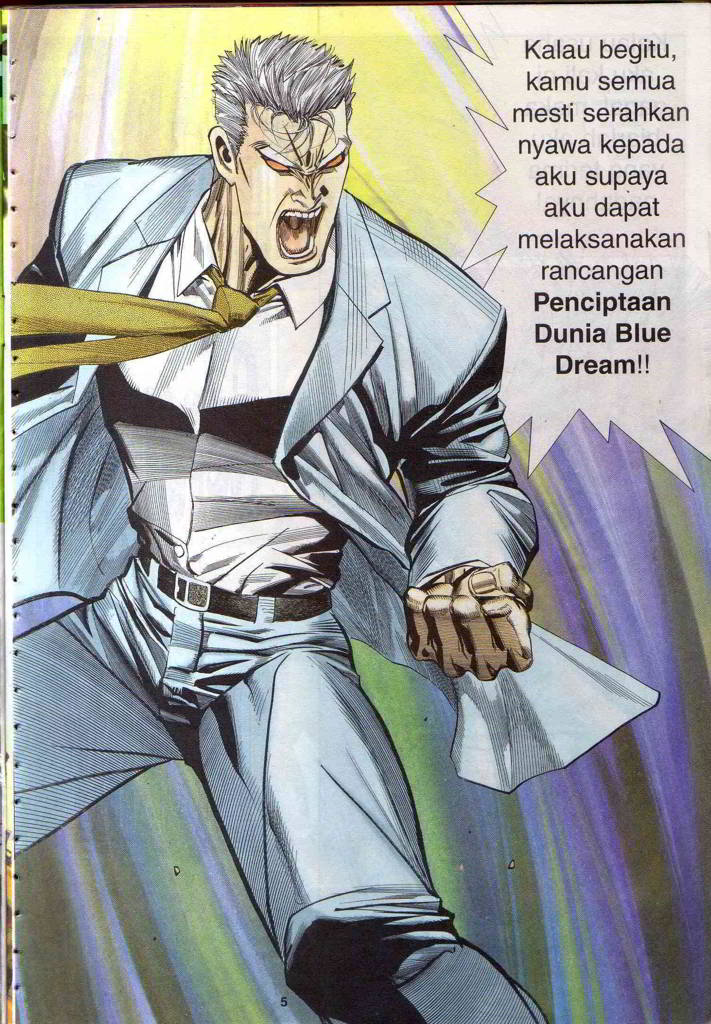 Kalau begitu,
kamu semua
mesti serahkan
nyawa kepada
aku supaya
aku dapat
melaksanakan
rancangan
Penciptaan
Dunia Blue
Dream!!
5